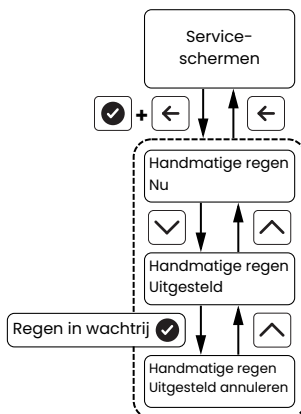 Service-
schermen
+
Handmatige regen
Nu
Handmatige regen
Uitgesteld
Regen in wachtrij
Handmatige regen
Uitgesteld annuleren